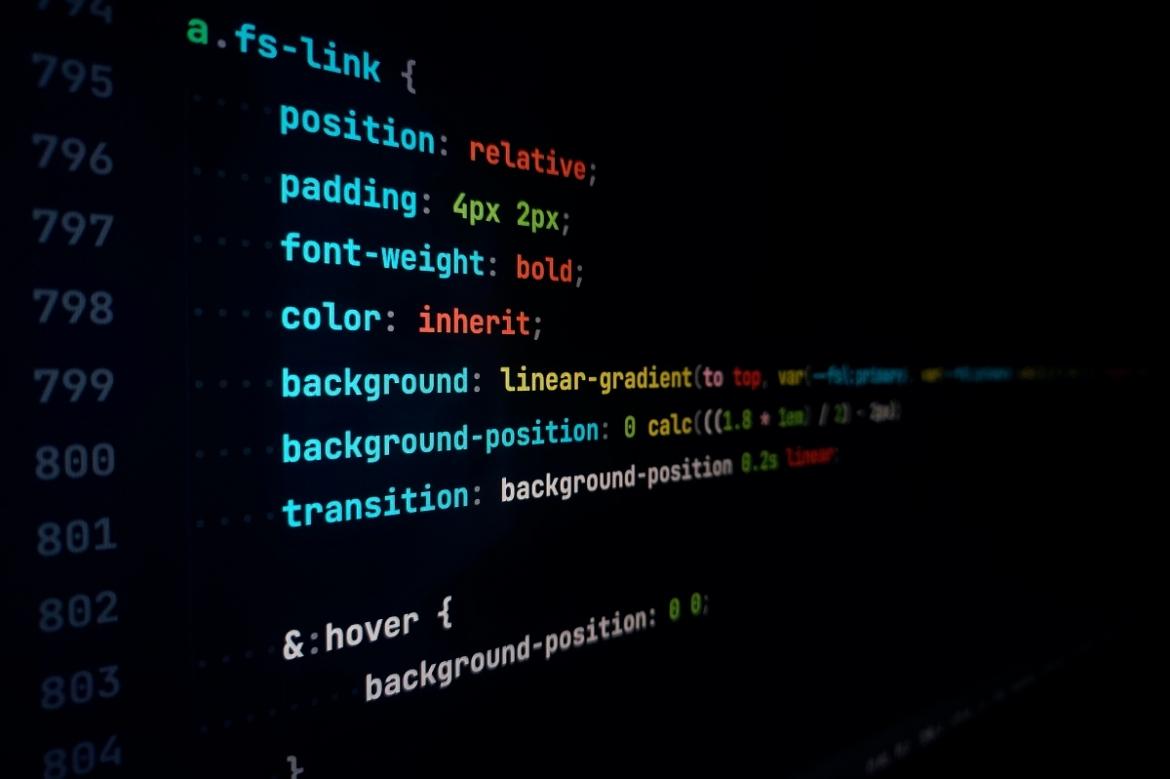 794
a.fs-link {
795 position: relative;
796 padding: 4px 2px;
797 font-weight: bold;
798 color: inherit;
799 background: linear-gradient(to top, var(
800 background-position: 0 calc(((1.8 * 1em) / 2) - 2px);
801 transition: background-position 0.2s linear;
802
803 &:hover {
804 background-position: 0 0;
}